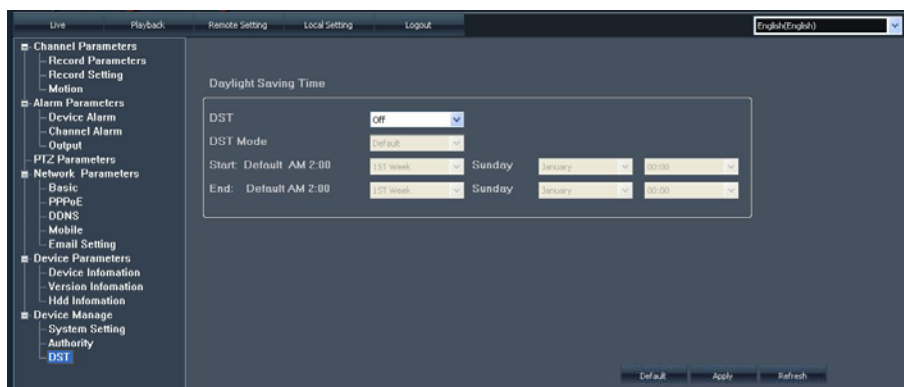 Live Playback Remote Setting Local Setting Logout English(English)
Channel Parameters
Record Parameters
Record Setting
Motion
Alarm Parameters
Device Alarm
Channel Alarm
Output
PTZ Parameters
Network Parameters
Basic
PPPoE
DDNS
Mobile
Email Setting
Device Parameters
Device Infomation
Version Infomation
Hdd Infomation
Device Manage
System Setting
Authority
DST
Daylight Saving Time
DST Off
DST Mode Default
Start: Default AM 2:00 1ST Week Sunday January 00:00
End: Default AM 2:00 1ST Week Sunday January 00:00
Default Apply Refresh